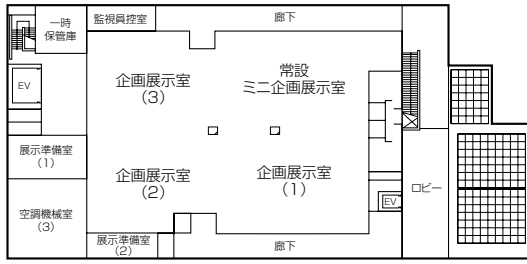 一時
保管庫
監視員控室
廊下
EV
企画展示室
(3)
常設
ミニ企画展示室
展示準備室
(1)
企画展示室
(2)
企画展示室
(1)
空調機械室
(3)
展示準備室
(2)
EV
ロビー
廊下